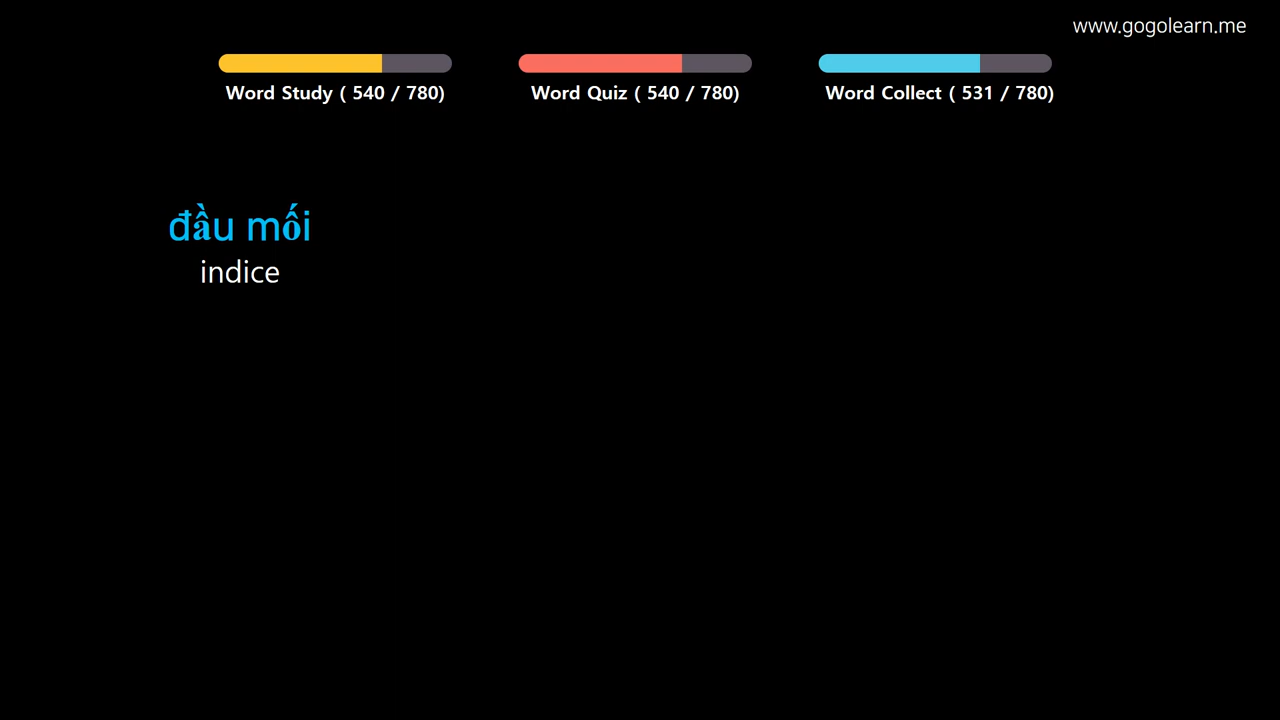 www.gogolearn.me
Word Study ( 540 / 780)
Word Quiz ( 540 / 780)
Word Collect ( 531 / 780)
đầu mối
indice